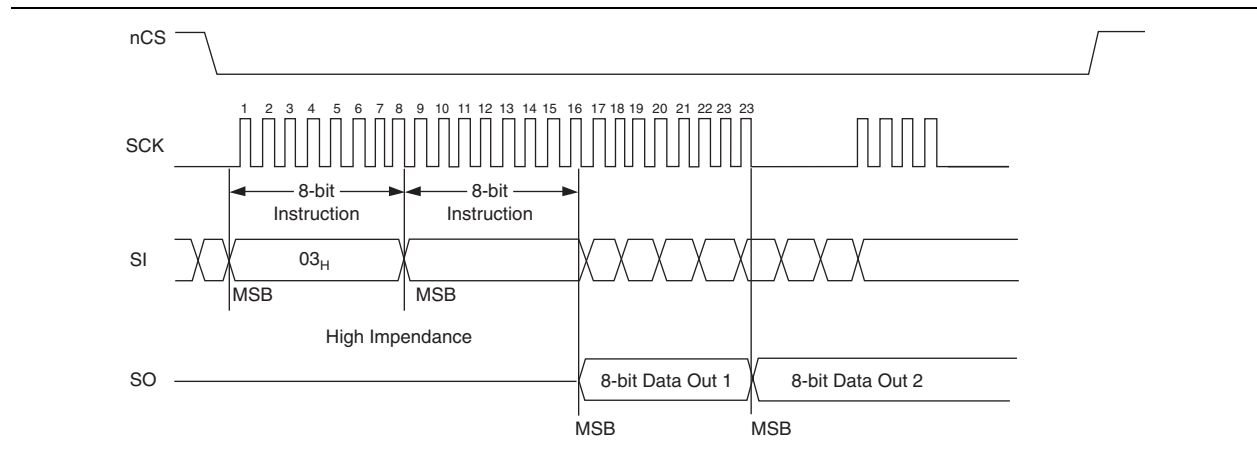 nCS
1 2 3 4 5 6 7 8 9 10 11 12 13 14 15 16 17 18 19 20 21 22 23 23
SCK
8-bit Instruction
8-bit Instruction
SI
03H
MSB
MSB
High Impendance
SO
8-bit Data Out 1
8-bit Data Out 2
MSB
MSB